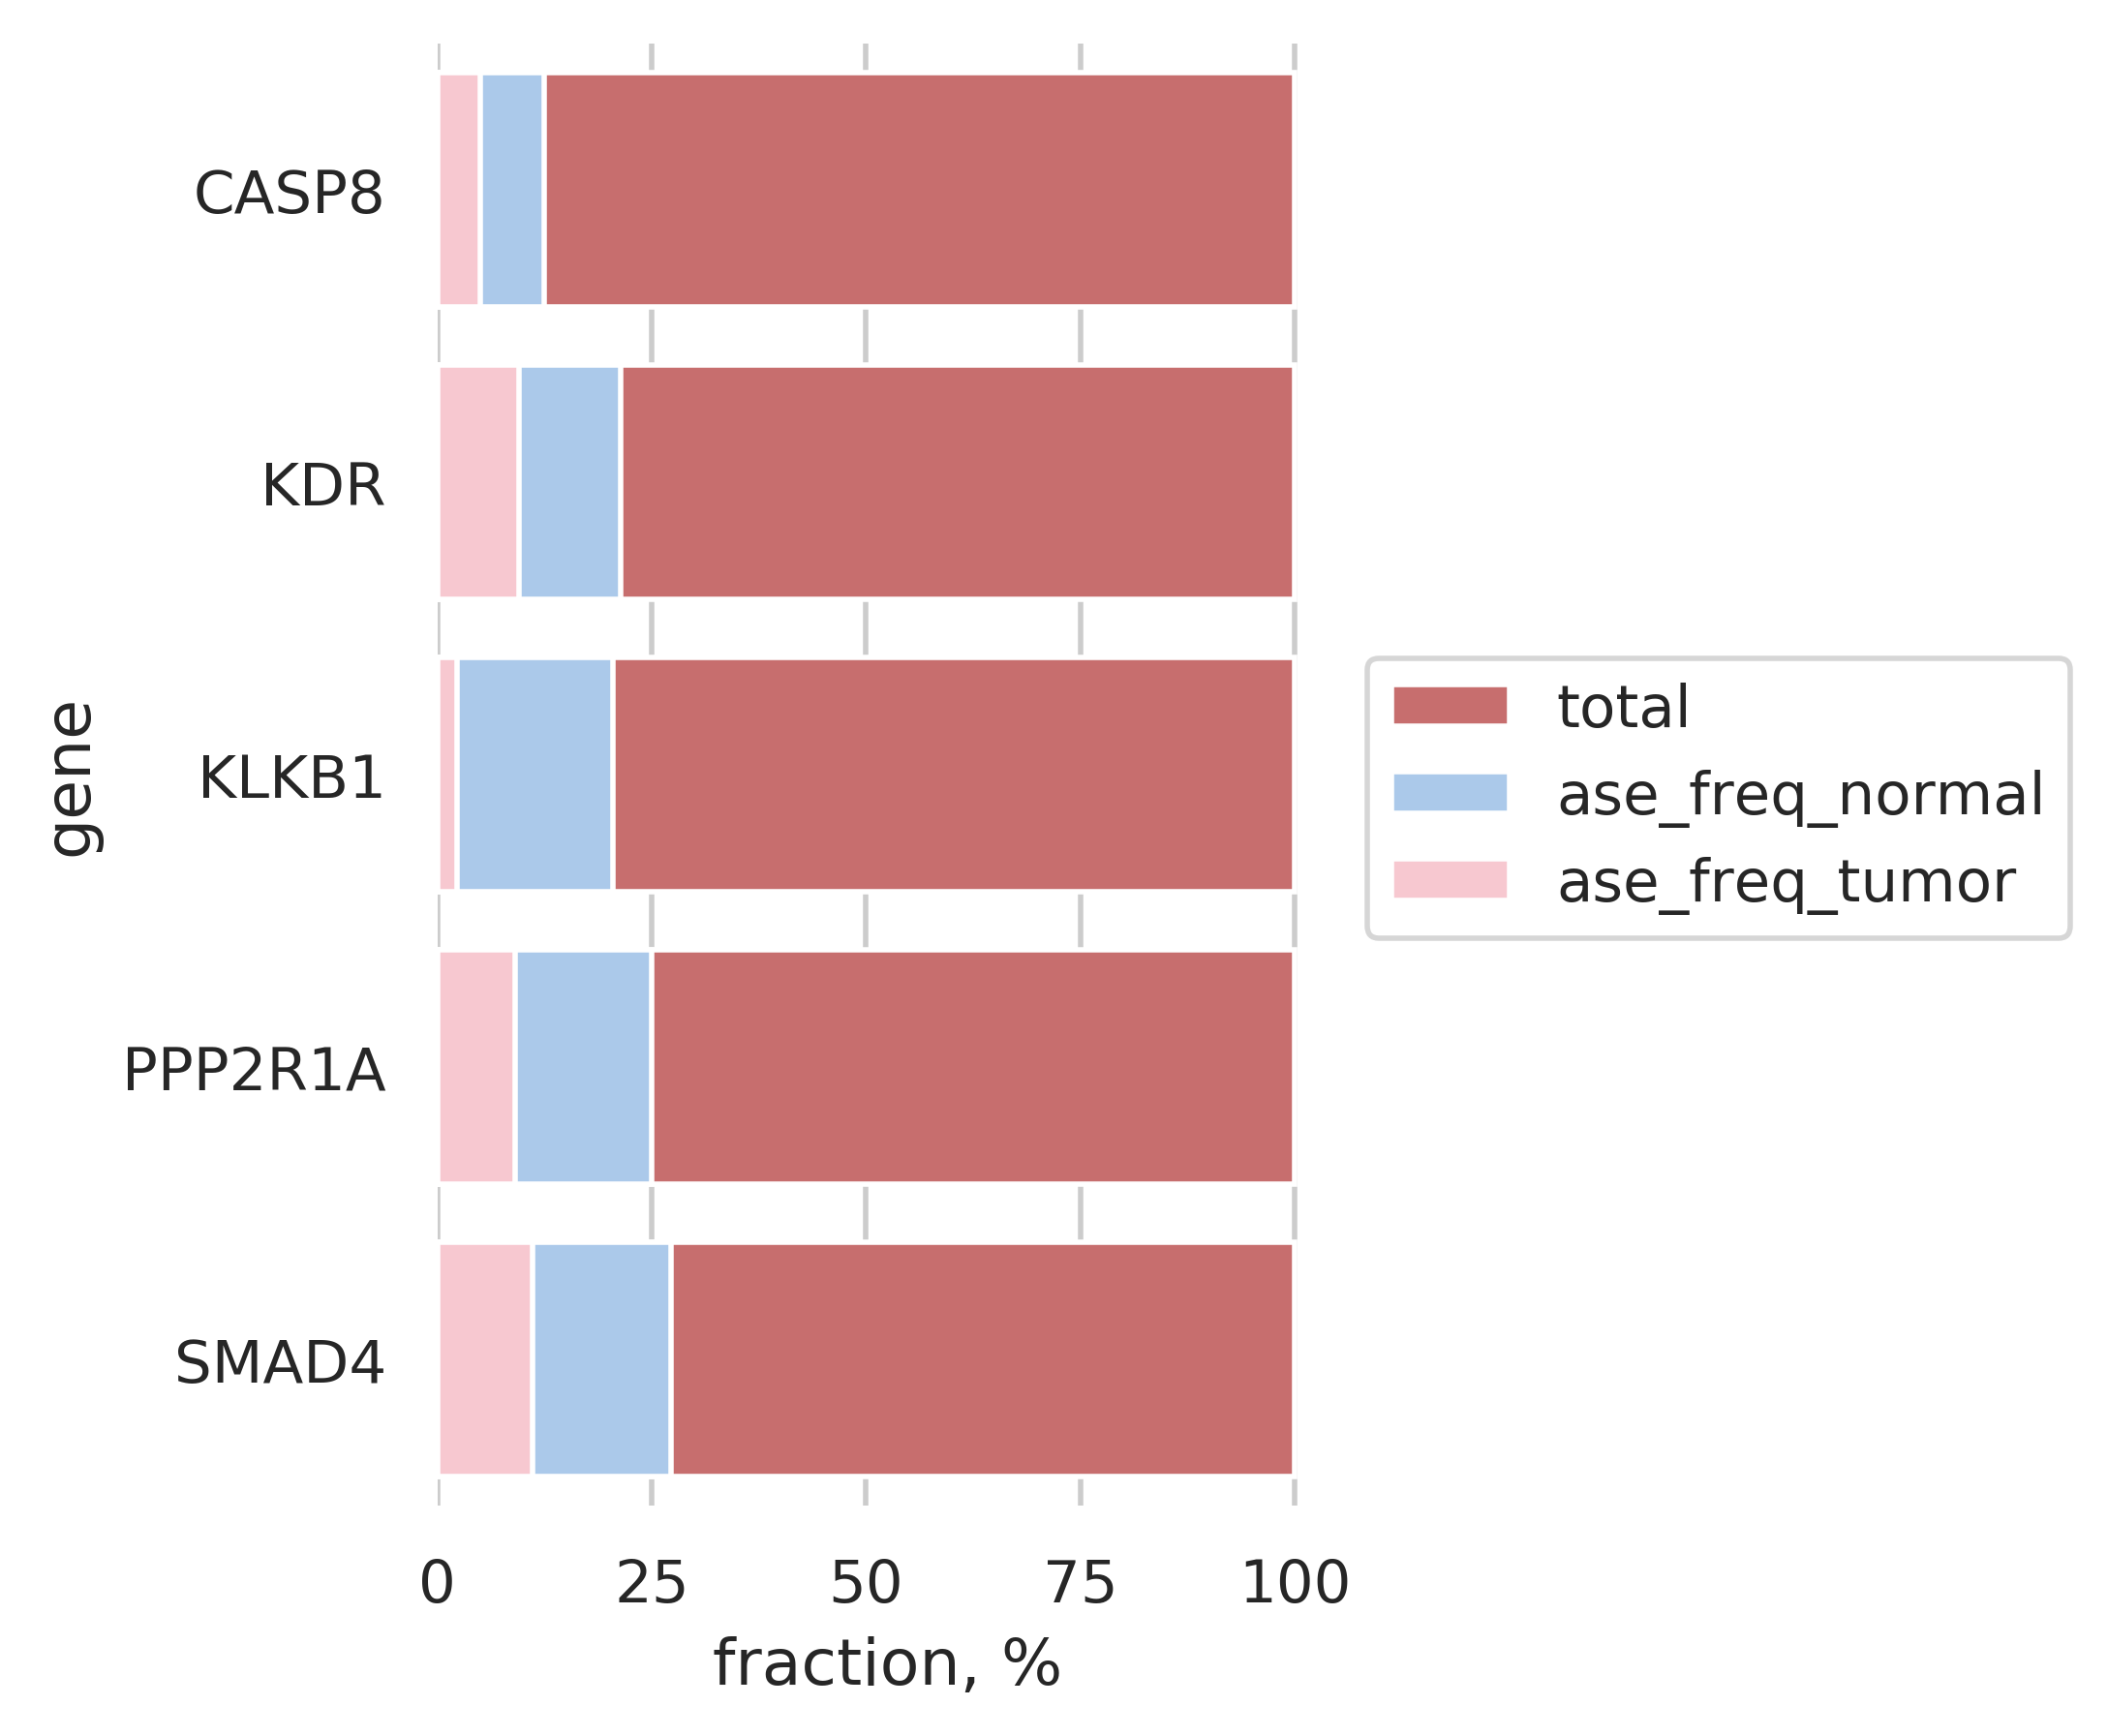 CASP8
KDR
KLKB1
PPP2R1A
SMAD4
gene
0 25 50 75 100
fraction, %
total
ase_freq_normal
ase_freq_tumor